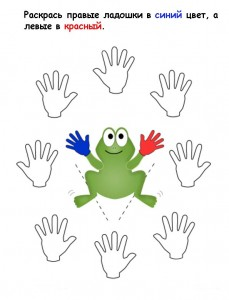 Раскрась правые ладошки в синий цвет, а
левые в красный.